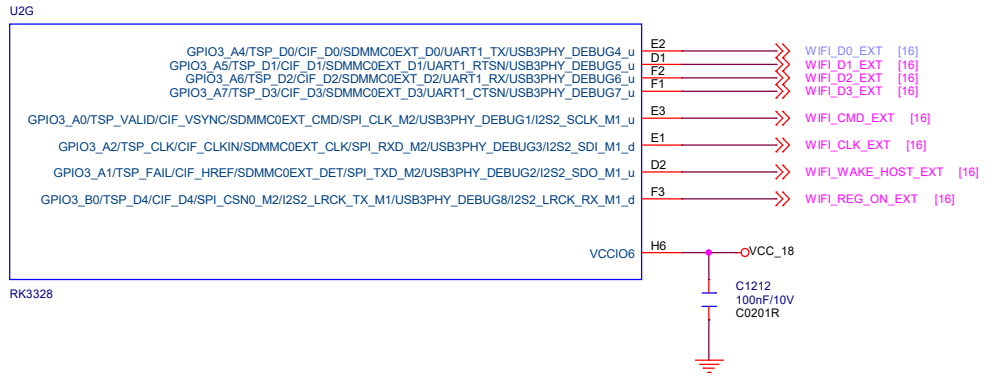 U2G
GPIO3_A4/TSP_D0/CIF_D0/SDMMC0EXT_D0/UART1_TX/USB3PHY_DEBUG4_u E2 WIFI_D0_EXT [16]
GPIO3_A5/TSP_D1/CIF_D1/SDMMC0EXT_D1/UART1_RTSN/USB3PHY_DEBUG5_u D1 WIFI_D1_EXT [16]
GPIO3_A6/TSP_D2/CIF_D2/SDMMC0EXT_D2/UART1_RX/USB3PHY_DEBUG6_u F2 WIFI_D2_EXT [16]
GPIO3_A7/TSP_D3/CIF_D3/SDMMC0EXT_D3/UART1_CTSN/USB3PHY_DEBUG7_u F1 WIFI_D3_EXT [16]
GPIO3_A0/TSP_VALID/CIF_VSYNC/SDMMC0EXT_CMD/SPI_CLK_M2/USB3PHY_DEBUG1/I2S2_SCLK_M1_u E3 WIFI_CMD_EXT [16]
GPIO3_A2/TSP_CLK/CIF_CLKIN/SDMMC0EXT_CLK/SPI_RXD_M2/USB3PHY_DEBUG3/I2S2_SDI_M1_d E1 WIFI_CLK_EXT [16]
GPIO3_A1/TSP_FAIL/CIF_HREF/SDMMC0EXT_DET/SPI_TXD_M2/USB3PHY_DEBUG2/I2S2_SDO_M1_u D2 WIFI_WAKE_HOST_EXT [16]
GPIO3_B0/TSP_D4/CIF_D4/SPI_CSN0_M2/I2S2_LRCK_TX_M1/USB3PHY_DEBUG8/I2S2_LRCK_RX_M1_d F3 WIFI_REG_ON_EXT [16]
VCCIO6 H6 VCC_18
RK3328
C1212
100nF/10V
C0201R